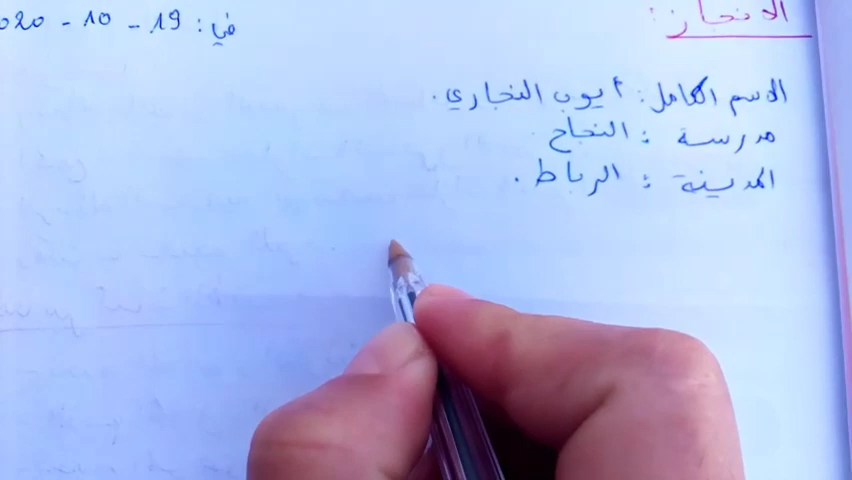 الانجاز:
في: 19 - 10 - 2020
الاسم الكامل: أيوب النجاري.
مدرسة: النجاح
المدينة: الرباط.